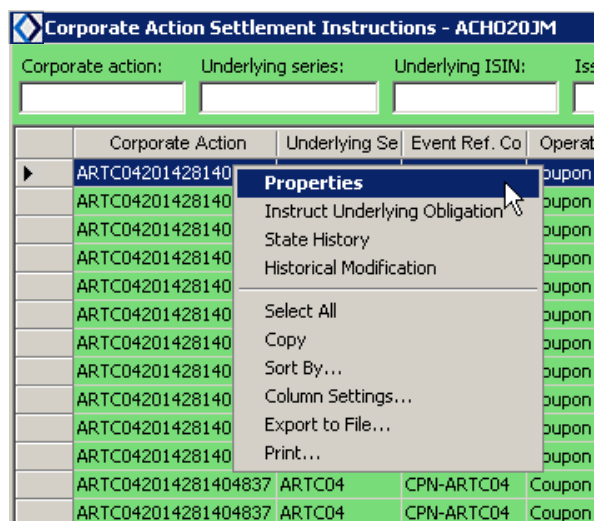 Corporate Action Settlement Instructions - ACHO20JM
Corporate action: Underlying series: Underlying ISIN: Iss
Corporate Action Underlying Se Event Ref. Co Operat
ARTC04201428140 oupon
Properties
ARTC04201428140 oupon
Instruct Underlying Obligation
ARTC04201428140 oupon
State History
ARTC04201428140 oupon
Historical Modification
ARTC04201428140 oupon
ARTC04201428140 oupon
Select All
ARTC04201428140 oupon
Copy
ARTC04201428140 oupon
Sort By...
ARTC04201428140 oupon
Column Settings...
ARTC04201428140 oupon
Export to File...
ARTC04201428140 oupon
Print...
ARTC042014281404837 ARTC04 CPN-ARTC04 Coupon
ARTC042014281404837 ARTC04 CPN-ARTC04 Coupon